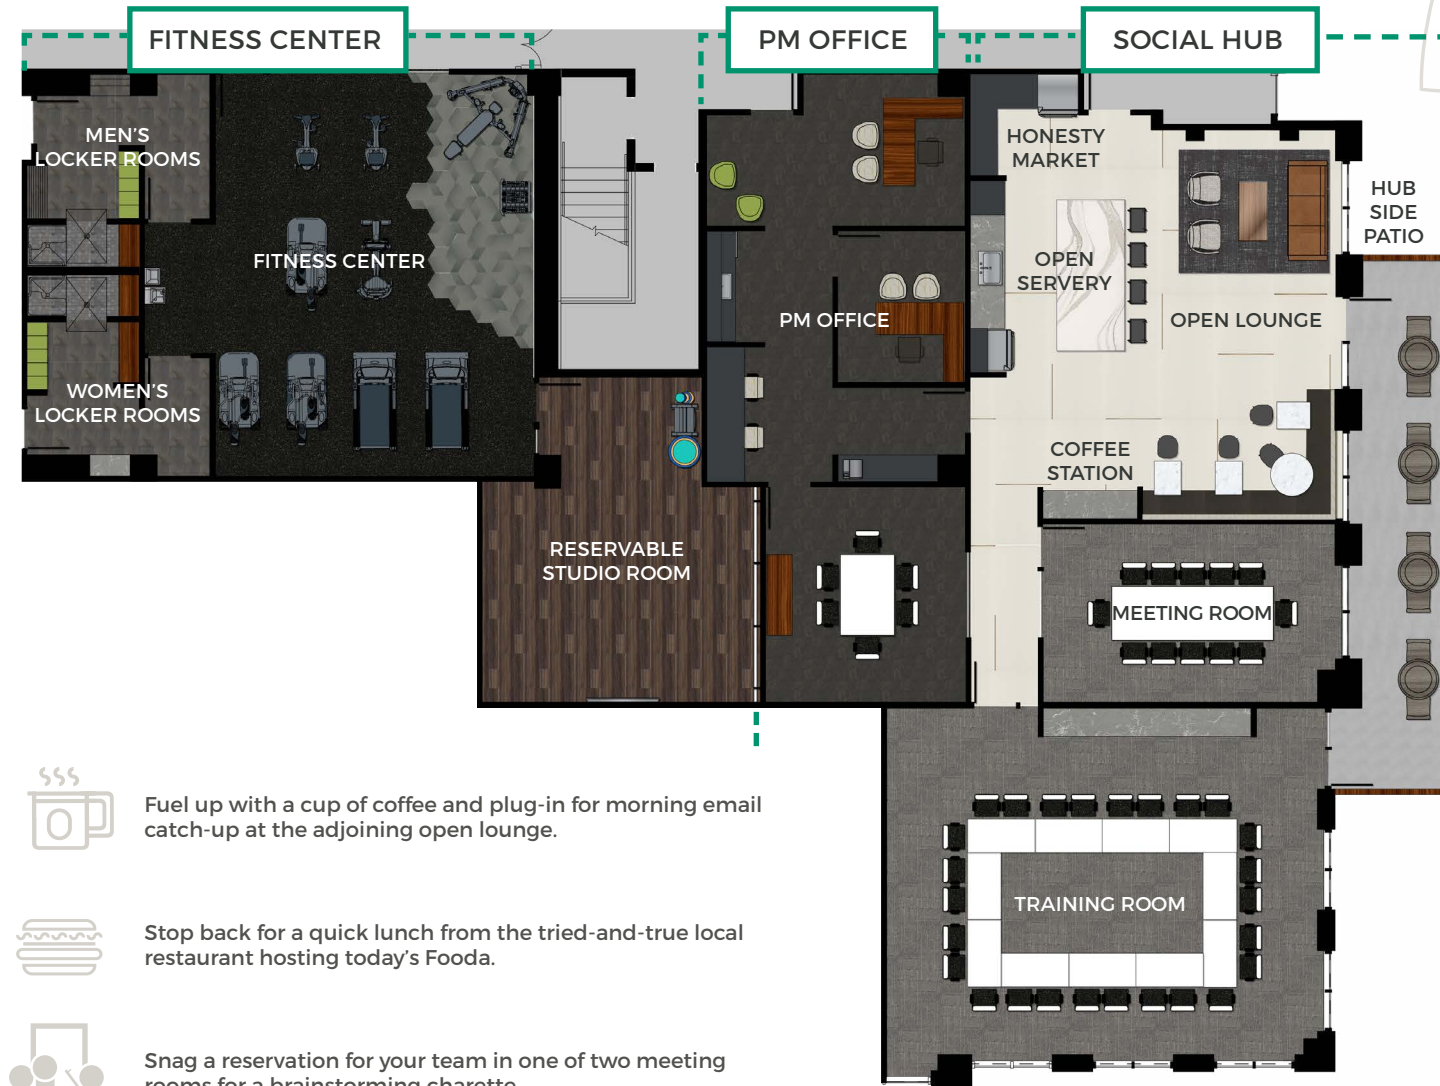 FITNESS CENTER
PM OFFICE
SOCIAL HUB
MEN'S
LOCKER ROOMS
FITNESS CENTER
WOMEN'S
LOCKER ROOMS
RESERVABLE
STUDIO ROOM
PM OFFICE
HONESTY
MARKET
OPEN
SERVERY
OPEN LOUNGE
HUB
SIDE
PATIO
COFFEE
STATION
MEETING ROOM
TRAINING ROOM
Fuel up with a cup of coffee and plug-in for morning email
catch-up at the adjoining open lounge.
Stop back for a quick lunch from the tried-and-true local
restaurant hosting today’s Fooda.
Snag a reservation for your team in one of two meeting
rooms for a brainstorming charette.